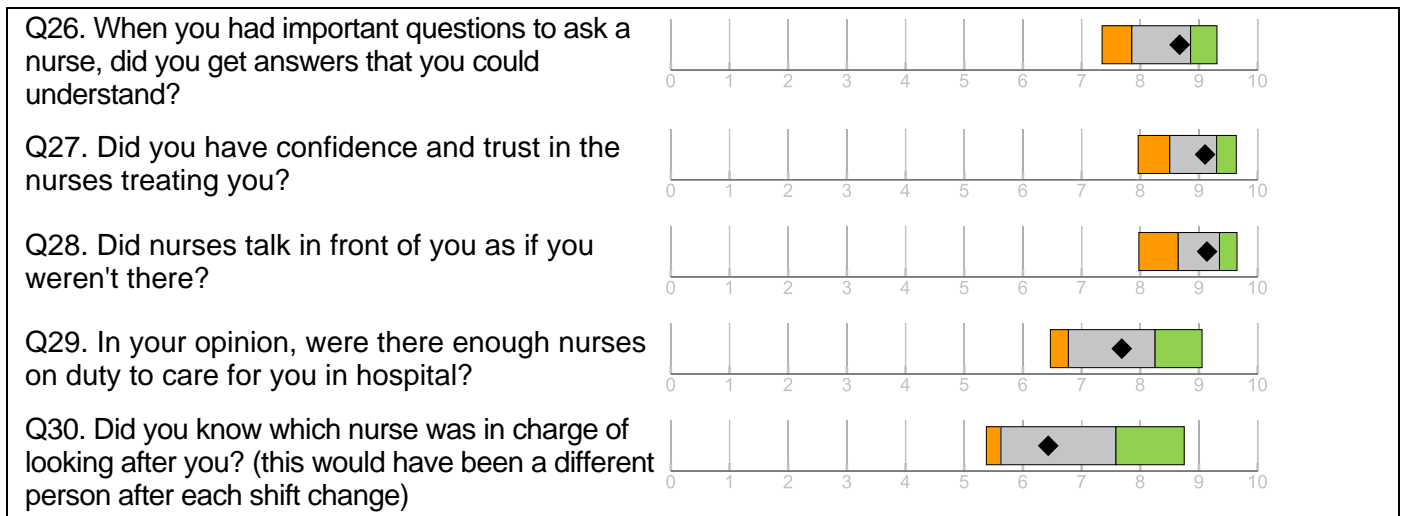 Q26. When you had important questions to ask a
nurse, did you get answers that you could
understand?
0 1 2 3 4 5 6 7 8 9 10
Q27. Did you have confidence and trust in the
nurses treating you?
0 1 2 3 4 5 6 7 8 9 10
Q28. Did nurses talk in front of you as if you
weren't there?
0 1 2 3 4 5 6 7 8 9 10
Q29. In your opinion, were there enough nurses
on duty to care for you in hospital?
0 1 2 3 4 5 6 7 8 9 10
Q30. Did you know which nurse was in charge of
looking after you? (this would have been a different
person after each shift change)
0 1 2 3 4 5 6 7 8 9 10